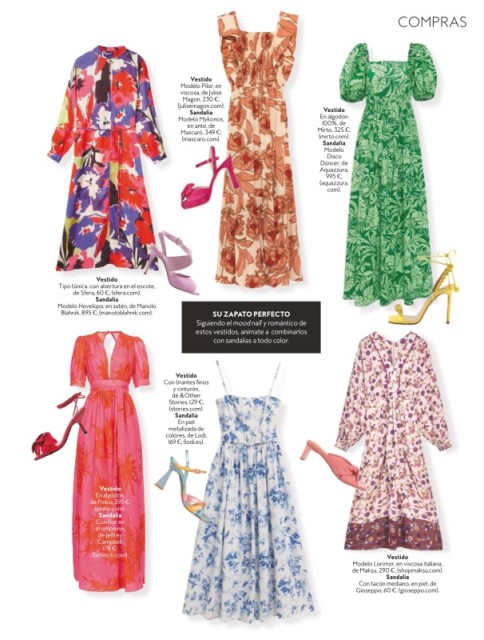 COMPRAS
Vestido
Modelo Pilar, en
viscosa, de Julise
Magon, 230 €;
(julisemagon.com).
Sandalia
Modelo Mykonos,
en ante, de
Mascaró, 349 €;
(mascaro.com).
Vestido
En algodón
100%, de
Mirto, 325 €;
(mirto.com).
Sandalia
Modelo
Disco
Dancer, de
Aquazzura,
995 €;
(aquazzura.
com).
Vestido
Tipo túnica, con abertura en el escote,
de Sfera, 60 €; (sfera.com).
Sandalia
Modelo Hovelopa, en satén, de Manolo
Blahnik, 895 €; (manoloblahnik.com).
SU ZAPATO PERFECTO
Siguiendo el mood naíf y romántico de
estos vestidos, anímate a combinarlos
con sandalias a todo color.
Vestido
Con tirantes finos
y cinturón,
de &Other
Stories, 129 €;
(stories.com).
Sandalia
En piel
metalizada de
colores, de Lodi,
169 €; (lodi.es).
Vestido
En algodón,
de Pinko, 395 €;
(pinko.com).
Sandalia
Con flor en
el empeine,
de Jeffrey
Campbell,
178 €;
(farfetch.com).
Vestido
Modelo Larimar, en viscosa italiana,
de Maksu, 290 €; (shopmaksu.com).
Sandalia
Con tacón mediano, en piel, de
Gioseppo, 60 €; (gioseppo.com).